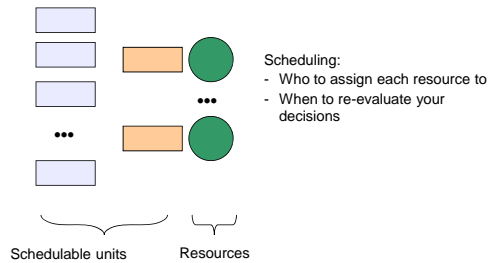 Scheduling:
- Who to assign each resource to
- When to re-evaluate your
decisions
•••
•••
Schedulable units
Resources